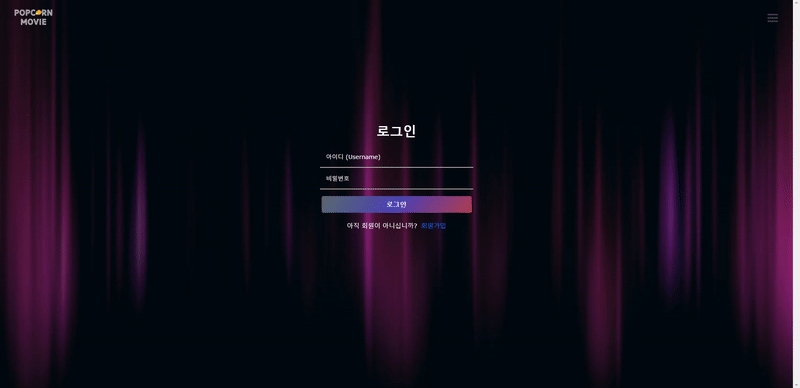 POPCORN
MOVIE
로그인
아이디 (Username)
비밀번호
로그인
아직 회원이 아니십니까? 회원가입